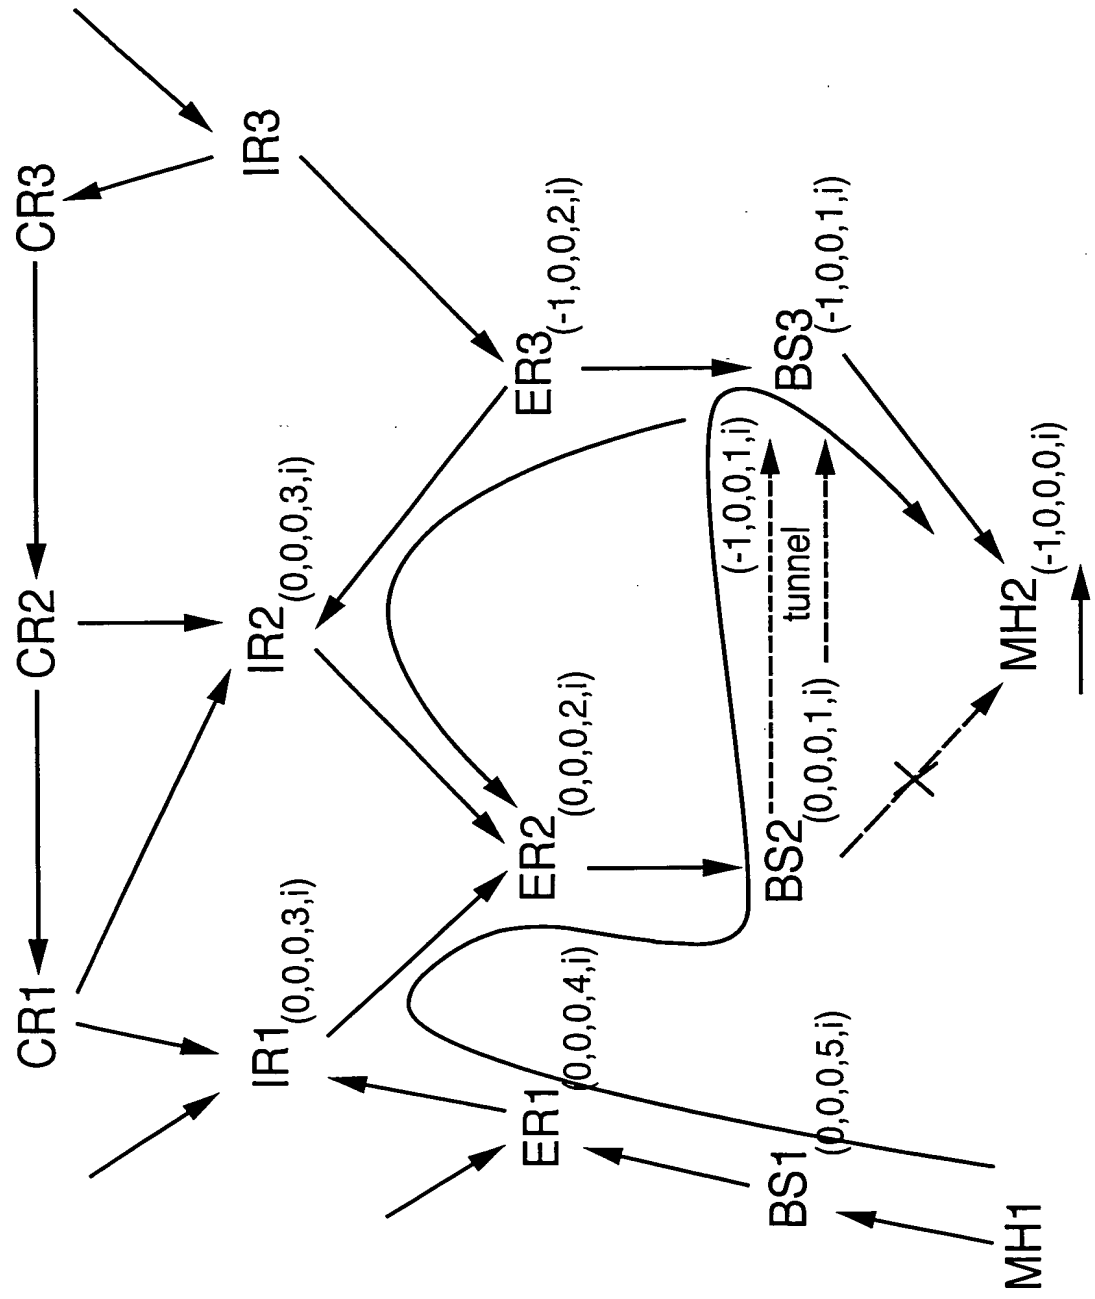 CR1
CR2
CR3
IR1(0,0,0,3,i)
IR2(0,0,0,3,i)
IR3
ER1(0,0,0,4,i)
ER2(0,0,0,2,i)
ER3(-1,0,0,2,i)
(-1,0,0,1,i)
tunnel
BS1(0,0,0,5,i)
BS2(0,0,0,1,i)
BS3(-1,0,0,1,i)
MH1
MH2(-1,0,0,0,i)